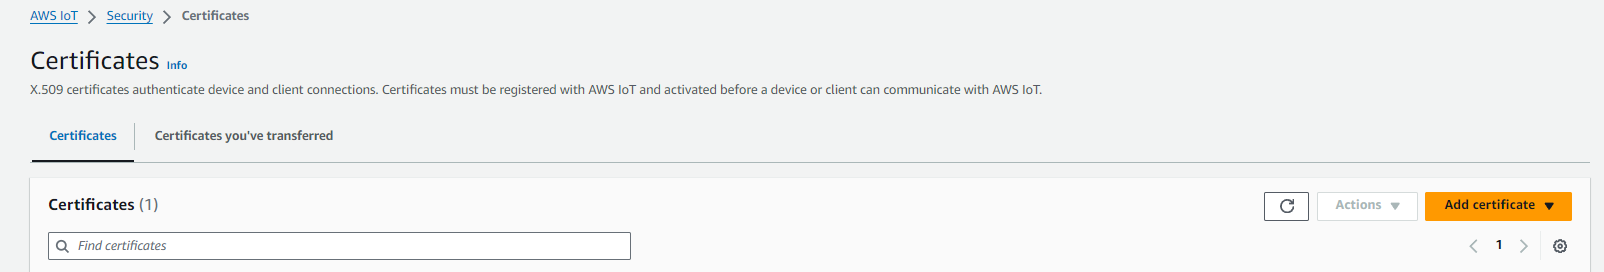 AWS IoT > Security > Certificates
Certificates Info
X.509 certificates authenticate device and client connections. Certificates must be registered with AWS IoT and activated before a device or client can communicate with AWS IoT.
Certificates Certificates you've transferred
Certificates (1) Actions Add certificate
Find certificates 1